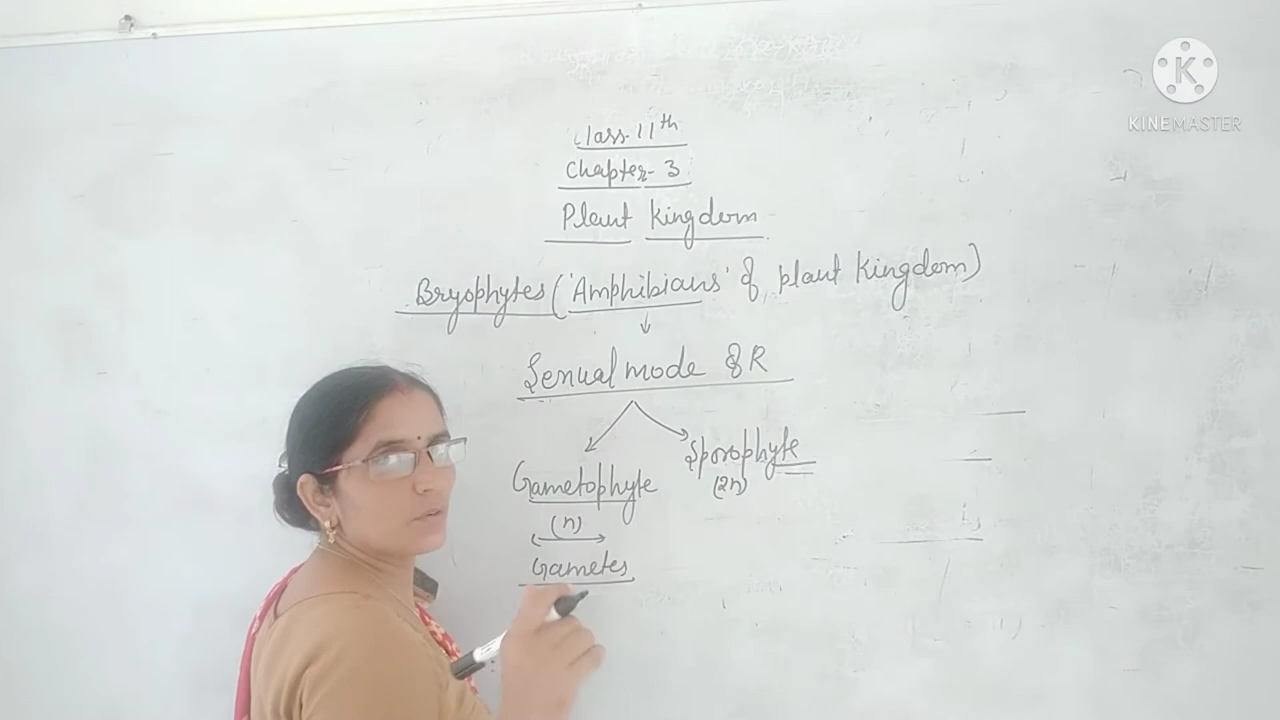 Class-11th
Chapter-3
Plant Kingdom
Bryophytes ('Amphibians' of plant Kingdom)
Sexual mode of R
Gametophyte
(n)
Gametes
Sporophyte
(2n)
KINEMASTER